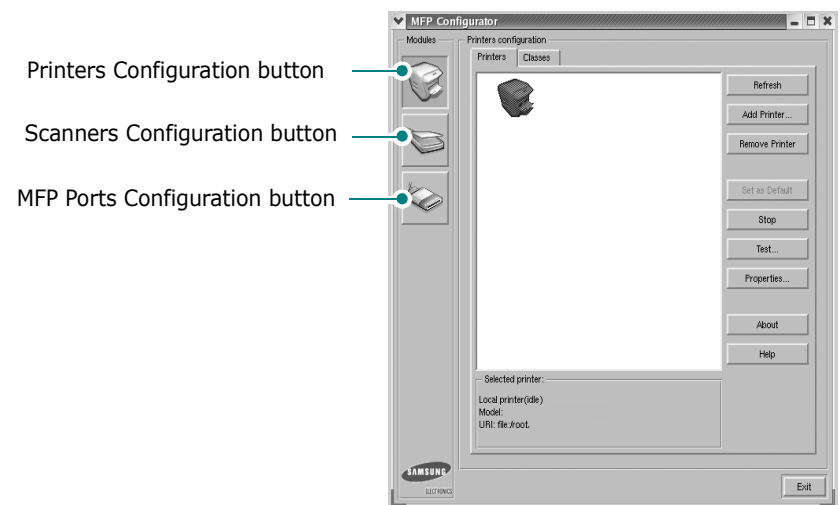 MFP Configurator
Modules
Printers configuration
Printers
Classes
Printers Configuration button
Scanners Configuration button
MFP Ports Configuration button
Refresh
Add Printer...
Remove Printer
Set as Default
Stop
Test...
Properties...
About
Help
Selected printer:
Local printer(idle)
Model:
URI: file:/root.
SAMSUNG
ELECTRONICS
Exit